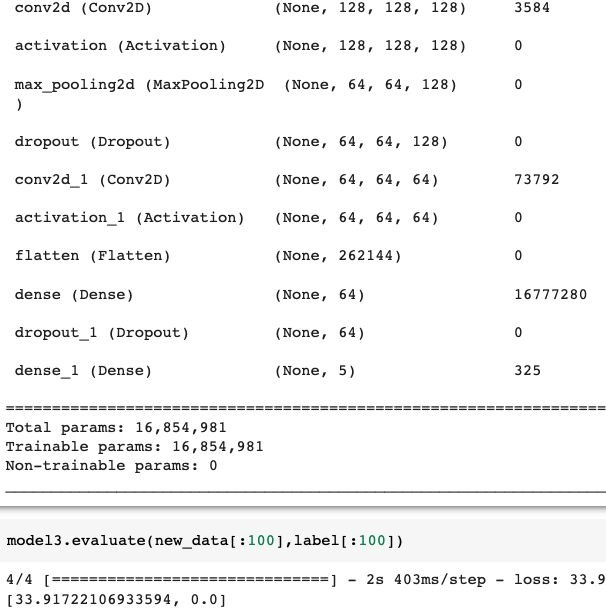 conv2d (Conv2D) (None, 128, 128, 128) 3584
activation (Activation) (None, 128, 128, 128) 0
max_pooling2d (MaxPooling2D (None, 64, 64, 128) 0
)
dropout (Dropout) (None, 64, 64, 128) 0
conv2d_1 (Conv2D) (None, 64, 64, 64) 73792
activation_1 (Activation) (None, 64, 64, 64) 0
flatten (Flatten) (None, 262144) 0
dense (Dense) (None, 64) 16777280
dropout_1 (Dropout) (None, 64) 0
dense_1 (Dense) (None, 5) 325
=================================================================
Total params: 16,854,981
Trainable params: 16,854,981
Non-trainable params: 0
_________________________________________________________________
model3.evaluate(new_data[:100],label[:100])
4/4 [==============================] - 2s 403ms/step - loss: 33.9
[33.91722106933594, 0.0]